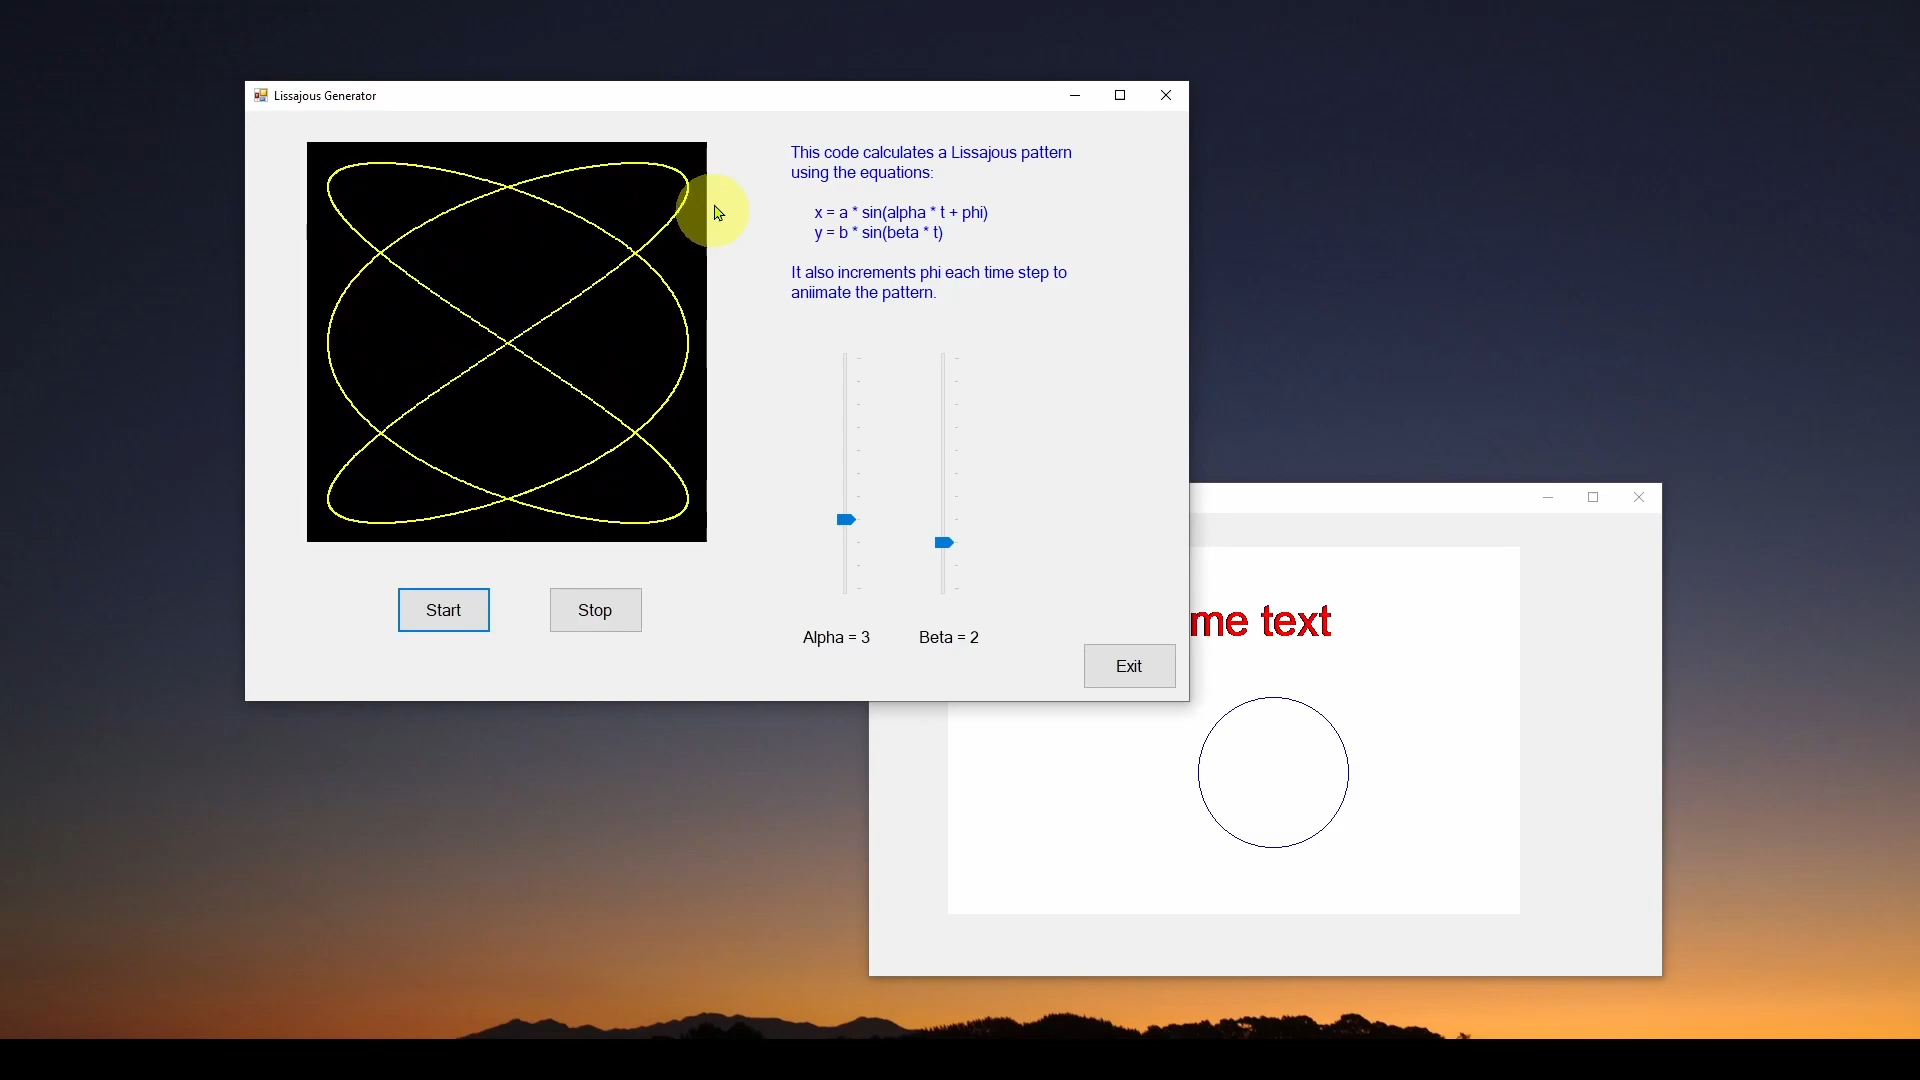 Lissajous Generator
This code calculates a Lissajous pattern
using the equations:
x = a * sin(alpha * t + phi)
y = b * sin(beta * t)
It also increments phi each time step to
aniimate the pattern.
Start
Stop
Alpha = 3
Beta = 2
Exit
me text